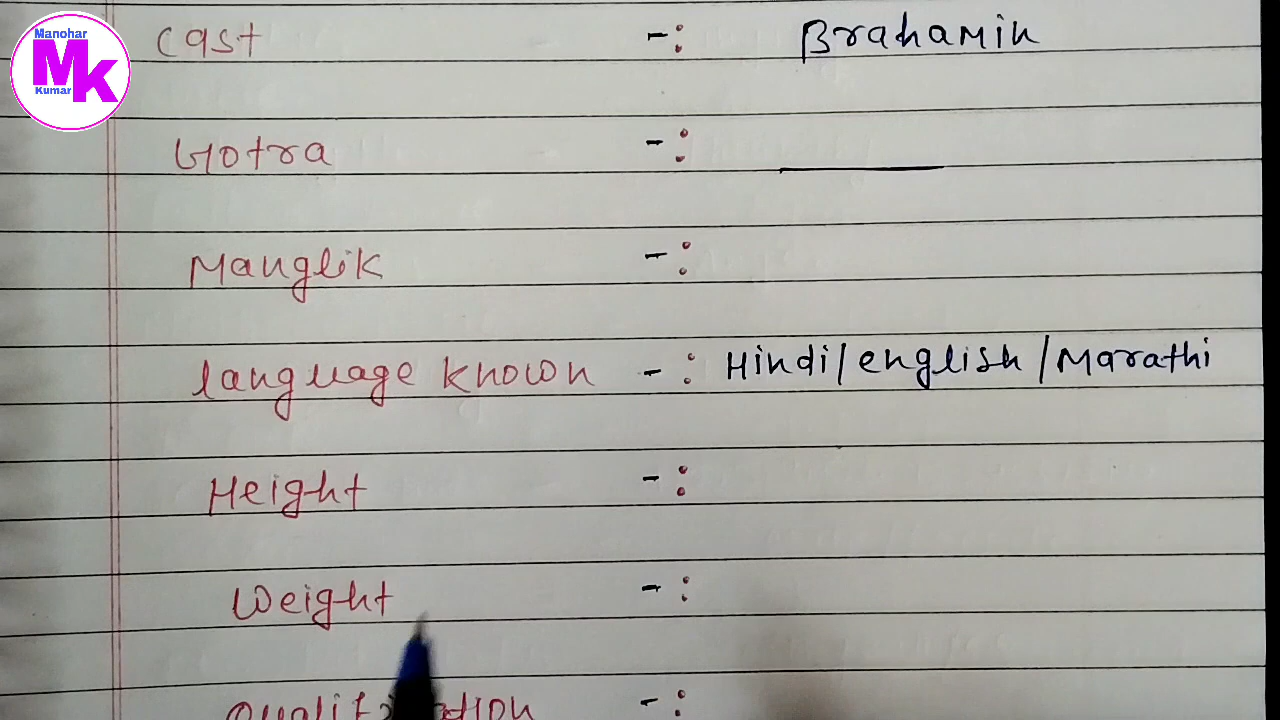 Manohar
MK
Kumar
Cast -: Brahamin
Gotra -:
Manglik -:
language known -: Hindi/english/Marathi
Height -:
Weight -:
-: